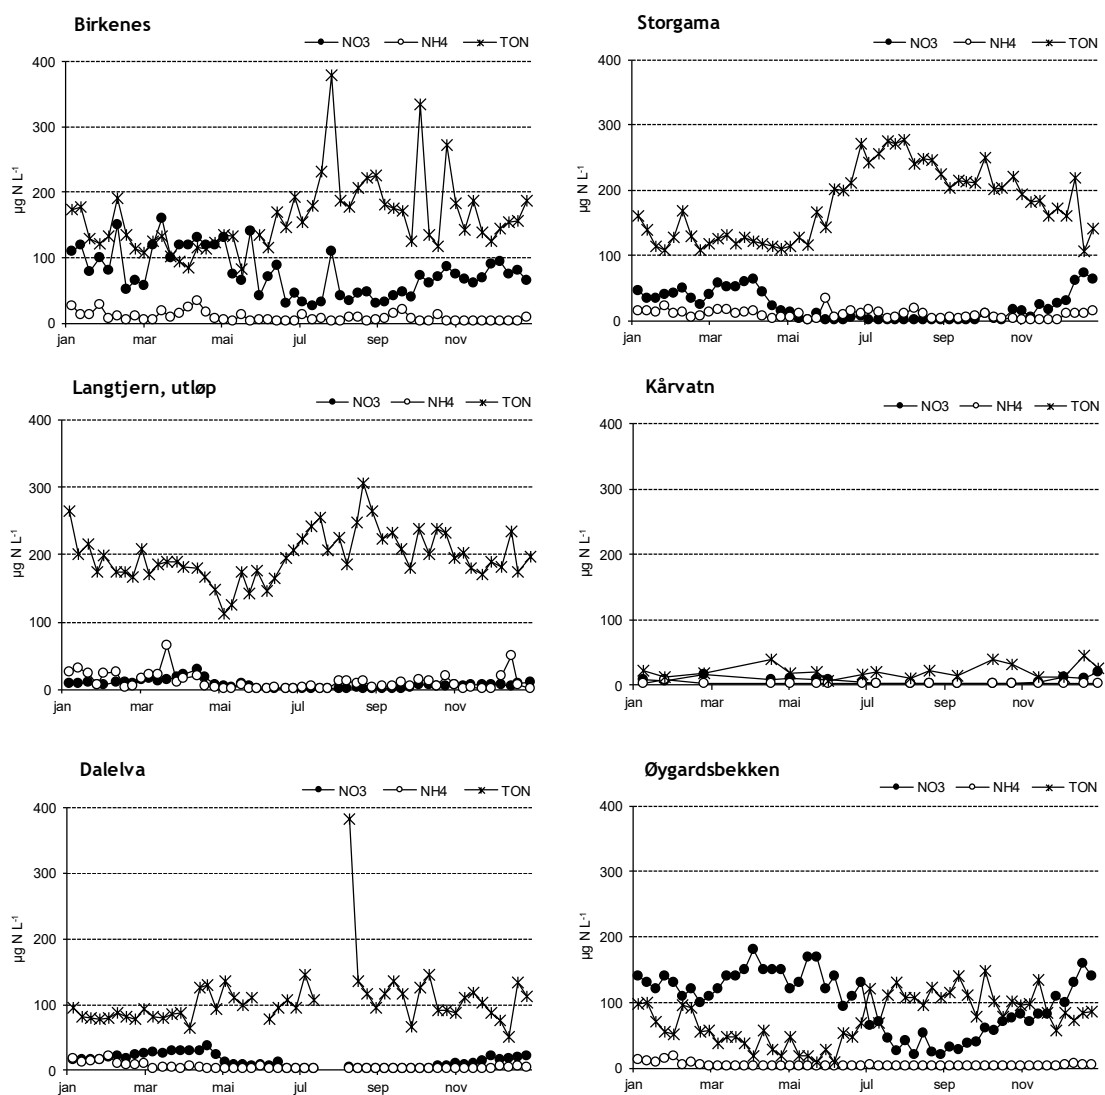 Birkenes
NO3 NH4 TON
µg N L-1
400
300
200
100
0
jan mar mai jul sep nov
Storgama
NO3 NH4 TON
µg N L-1
400
300
200
100
0
jan mar mai jul sep nov
Langtjern, utløp
NO3 NH4 TON
µg N L-1
400
300
200
100
0
jan mar mai jul sep nov
Kårvatn
NO3 NH4 TON
µg N L-1
400
300
200
100
0
jan mar mai jul sep nov
Dalelva
NO3 NH4 TON
µg N L-1
400
300
200
100
0
jan mar mai jul sep nov
Øygardsbekken
NO3 NH4 TON
µg N L-1
400
300
200
100
0
jan mar mai jul sep nov